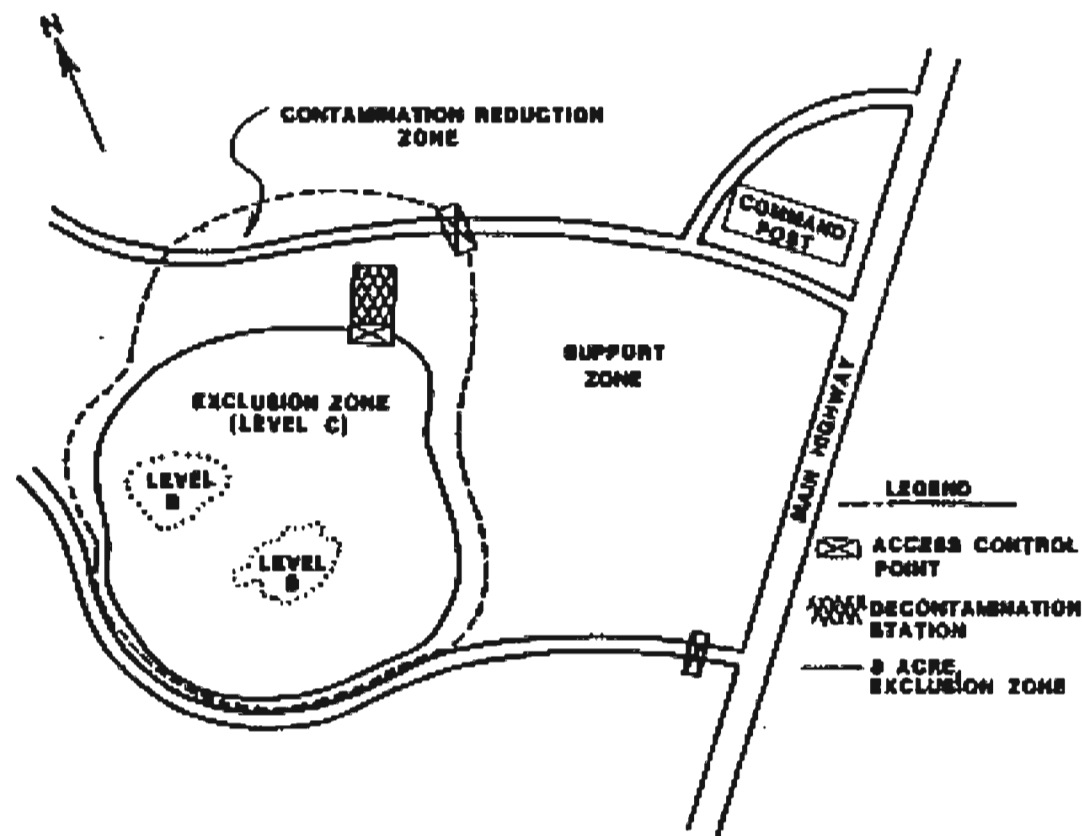 N
CONTAMINATION REDUCTION
ZONE
COMMAND
POST
SUPPORT
ZONE
EXCLUSION ZONE
(LEVEL C)
LEVEL
B
LEVEL
B
MAIN HIGHWAY
LEGEND
ACCESS CONTROL
POINT
DECONTAMINATION
STATION
ACRE
EXCLUSION ZONE